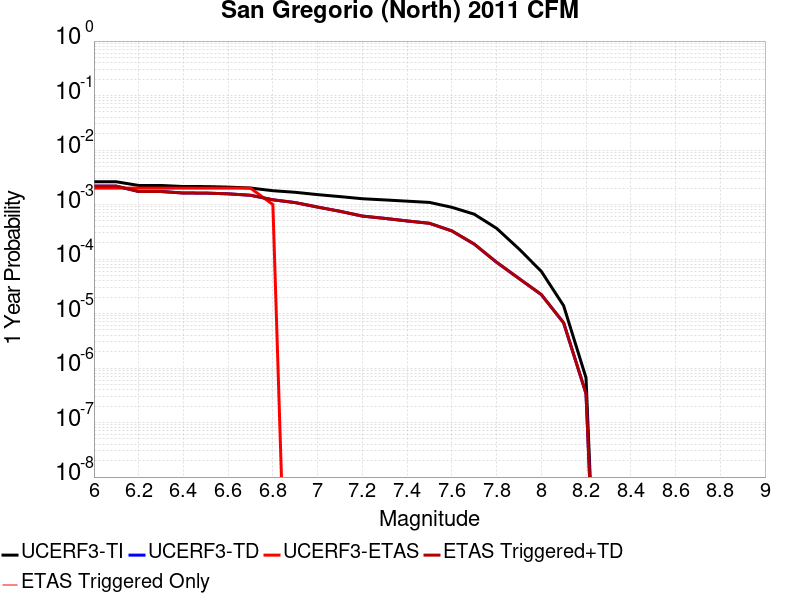 San Gregorio (North) 2011 CFM
10^0
10^-1
10^-2
10^-3
10^-4
10^-5
10^-6
10^-7
10^-8
1 Year Probability
6 6.2 6.4 6.6 6.8 7 7.2 7.4 7.6 7.8 8 8.2 8.4 8.6 8.8 9
Magnitude
UCERF3-TI UCERF3-TD UCERF3-ETAS ETAS Triggered+TD
ETAS Triggered Only